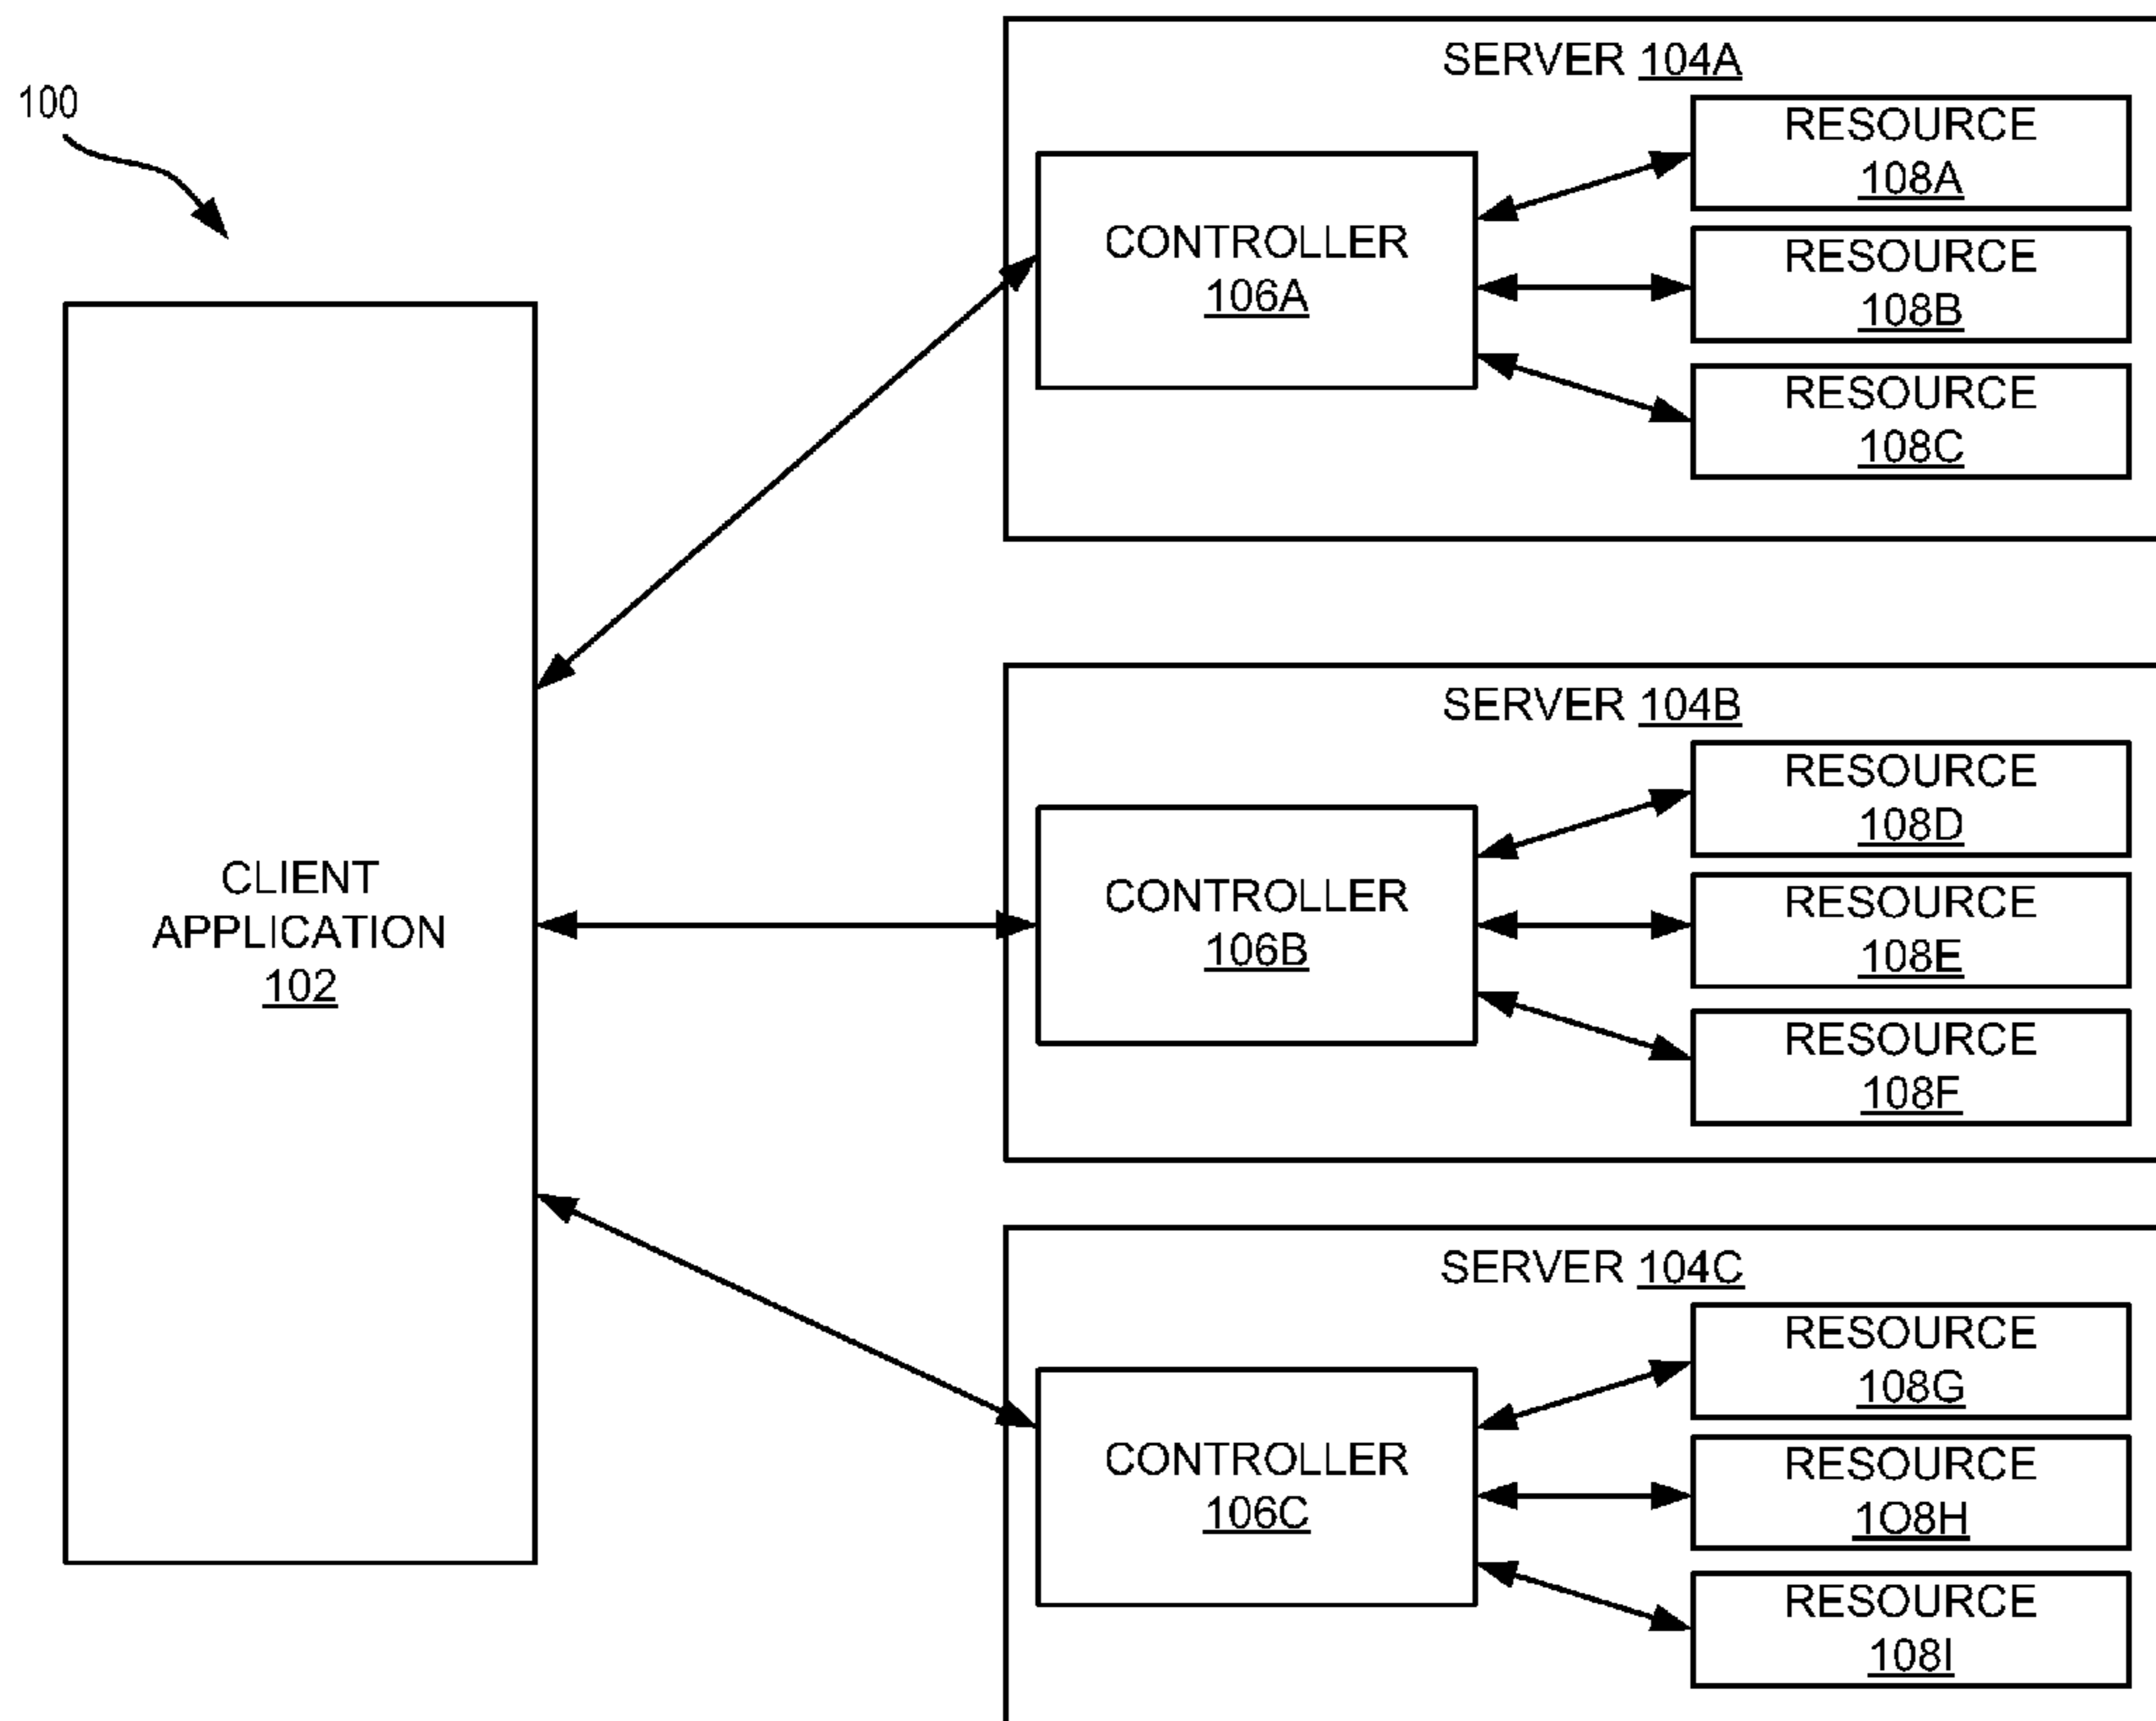 100
CLIENT
APPLICATION
102
SERVER 104A
CONTROLLER
106A
RESOURCE
108A
RESOURCE
108B
RESOURCE
108C
SERVER 104B
CONTROLLER
106B
RESOURCE
108D
RESOURCE
108E
RESOURCE
108F
SERVER 104C
CONTROLLER
106C
RESOURCE
108G
RESOURCE
1O8H
RESOURCE
108I